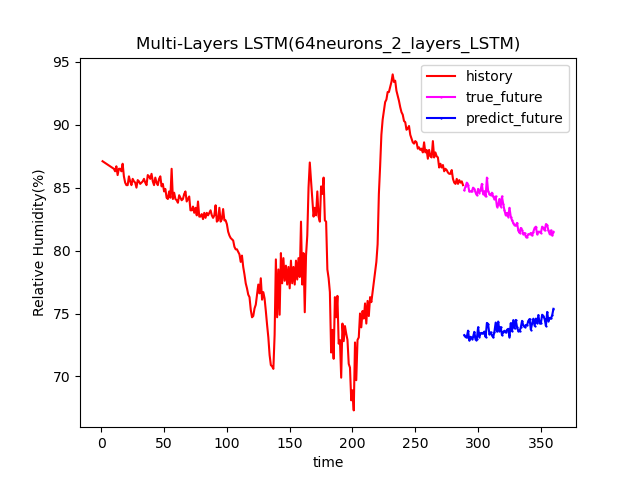 Multi-Layers LSTM(64neurons_2_layers_LSTM)
history
true_future
predict_future
Relative Humidity(%)
95
90
85
80
75
70
0 50 100 150 200 250 300 350
time